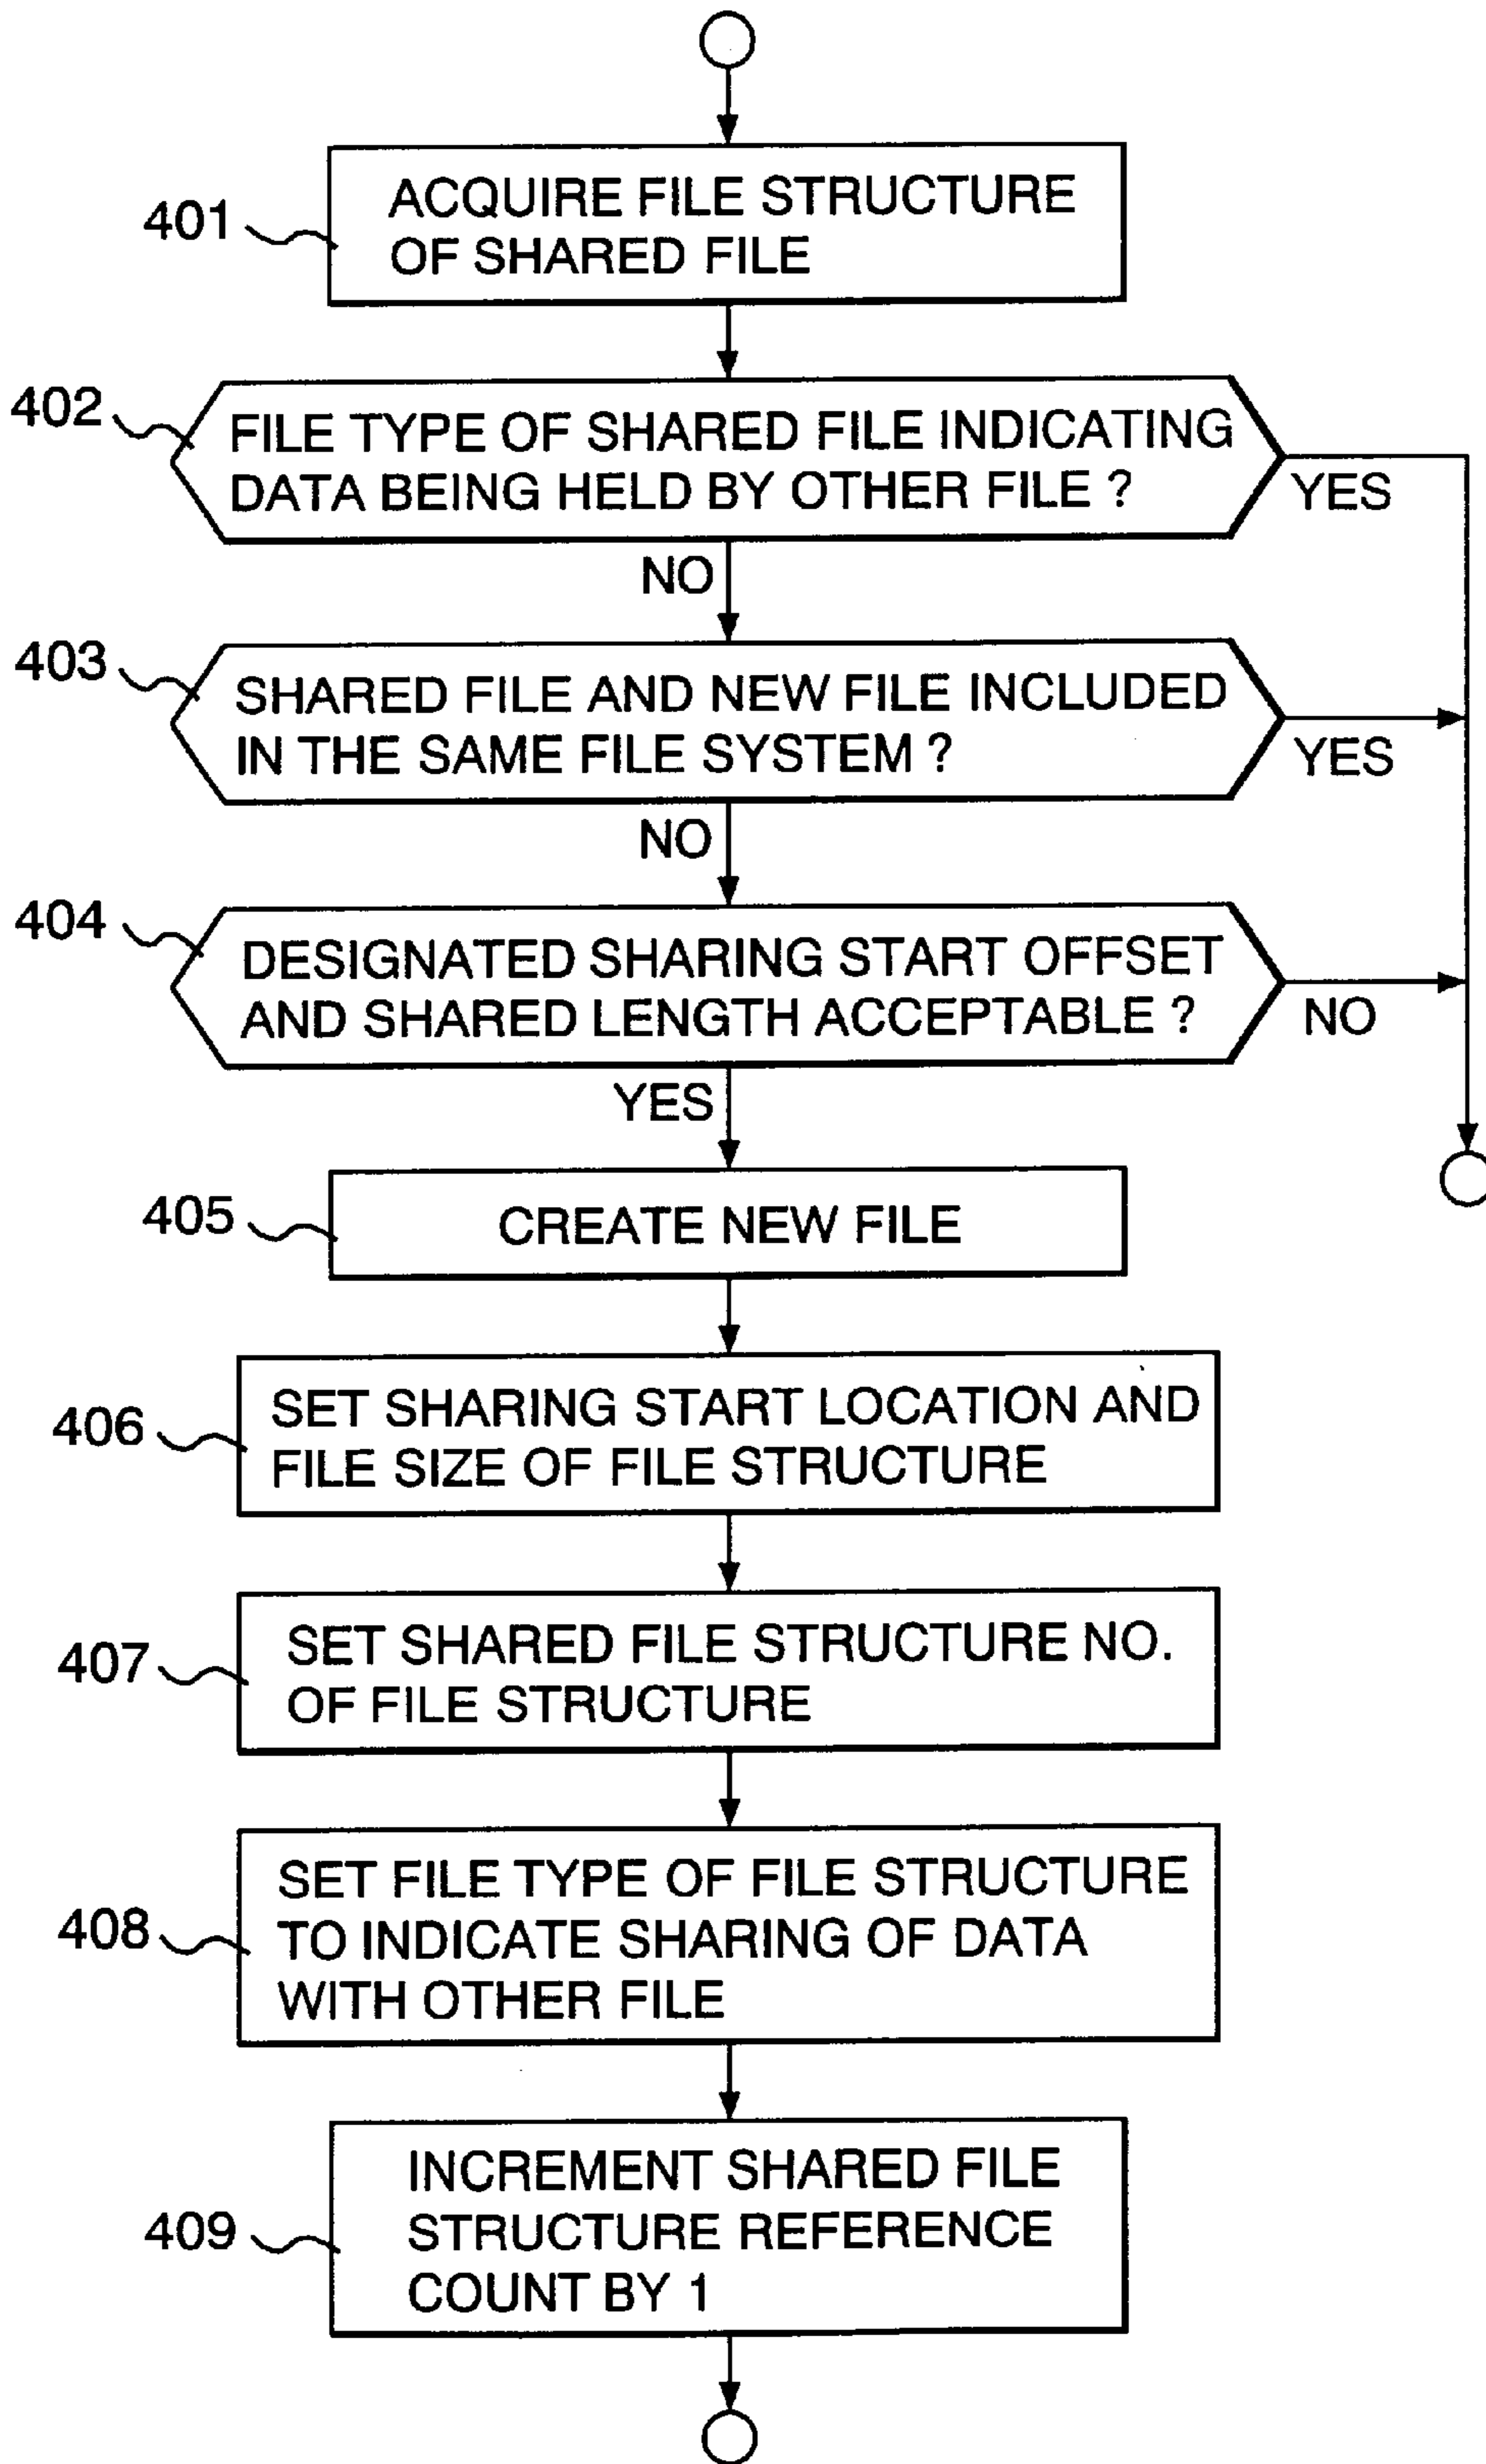 401
ACQUIRE FILE STRUCTURE
OF SHARED FILE
402
FILE TYPE OF SHARED FILE INDICATING
DATA BEING HELD BY OTHER FILE ?
YES
NO
403
SHARED FILE AND NEW FILE INCLUDED
IN THE SAME FILE SYSTEM ?
YES
NO
404
DESIGNATED SHARING START OFFSET
AND SHARED LENGTH ACCEPTABLE ?
NO
YES
405
CREATE NEW FILE
406
SET SHARING START LOCATION AND
FILE SIZE OF FILE STRUCTURE
407
SET SHARED FILE STRUCTURE NO.
OF FILE STRUCTURE
408
SET FILE TYPE OF FILE STRUCTURE
TO INDICATE SHARING OF DATA
WITH OTHER FILE
409
INCREMENT SHARED FILE
STRUCTURE REFERENCE
COUNT BY 1